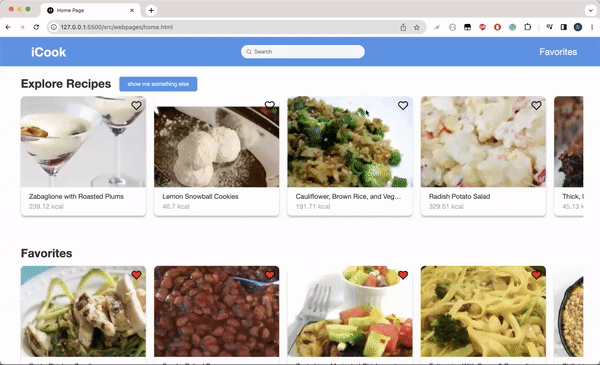 Home Page
127.0.0.1:5500/src/webpages/home.html
iCook
Search
Favorites
Explore Recipes
show me something else
Zabaglione with Roasted Plums
239.12 kcal
Lemon Snowball Cookies
46.7 kcal
Cauliflower, Brown Rice, and Veg...
191.71 kcal
Radish Potato Salad
329.51 kcal
Thick,
45.13
Favorites